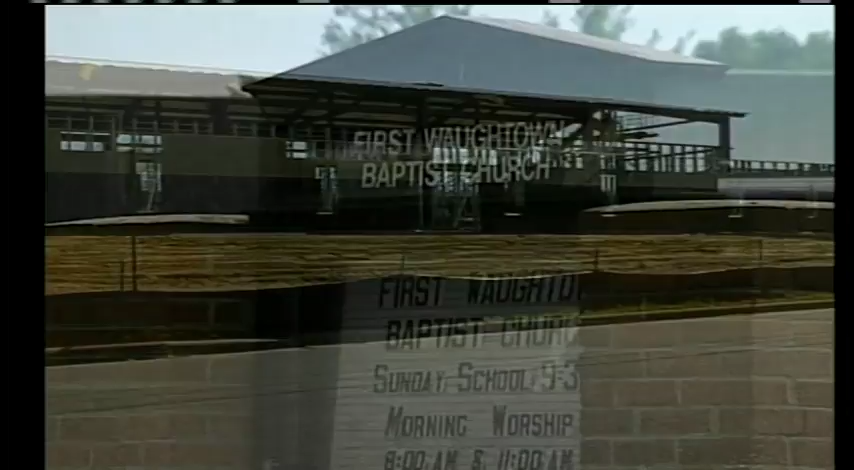 FIRST WAUGHTOWN
BAPTIST CHURCH
FIRST WAUGHTOW
BAPTIST CHURC
SUNDAY SCHOOL 9:3
MORNING WORSHIP
8:00 AM & 11:00 AM